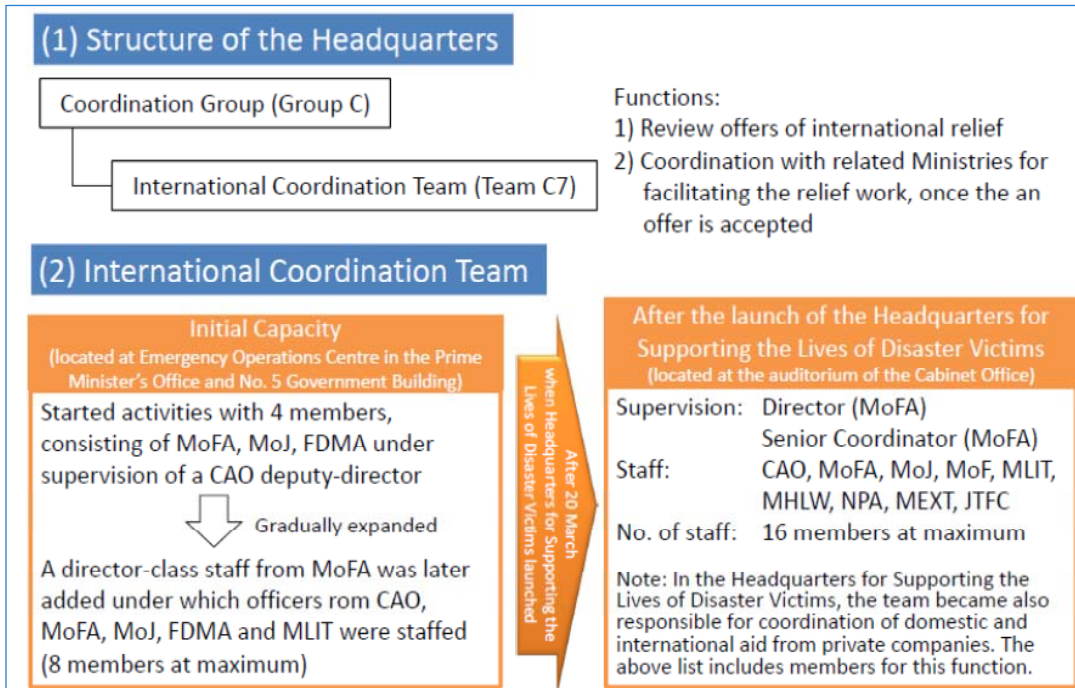 (1) Structure of the Headquarters
Coordination Group (Group C)
International Coordination Team (Team C7)
Functions:
1) Review offers of international relief
2) Coordination with related Ministries for
facilitating the relief work, once the an
offer is accepted
(2) International Coordination Team
Initial Capacity
(located at Emergency Operations Centre in the Prime
Minister's Office and No. 5 Government Building)
Started activities with 4 members,
consisting of MoFA, MoJ, FDMA under
supervision of a CAO deputy-director
Gradually expanded
A director-class staff from MoFA was later
added under which officers rom CAO,
MoFA, MoJ, FDMA and MLIT were staffed
(8 members at maximum)
After 20 March
when Headquarters for Supporting the
Lives of Disaster Victims launched
After the launch of the Headquarters for
Supporting the Lives of Disaster Victims
(located at the auditorium of the Cabinet Office)
Supervision: Director (MoFA)
Senior Coordinator (MoFA)
Staff: CAO, MoFA, MoJ, MoF, MLIT,
MHLW, NPA, MEXT, JTFC
No. of staff: 16 members at maximum
Note: In the Headquarters for Supporting the
Lives of Disaster Victims, the team became also
responsible for coordination of domestic and
international aid from private companies. The
above list includes members for this function.